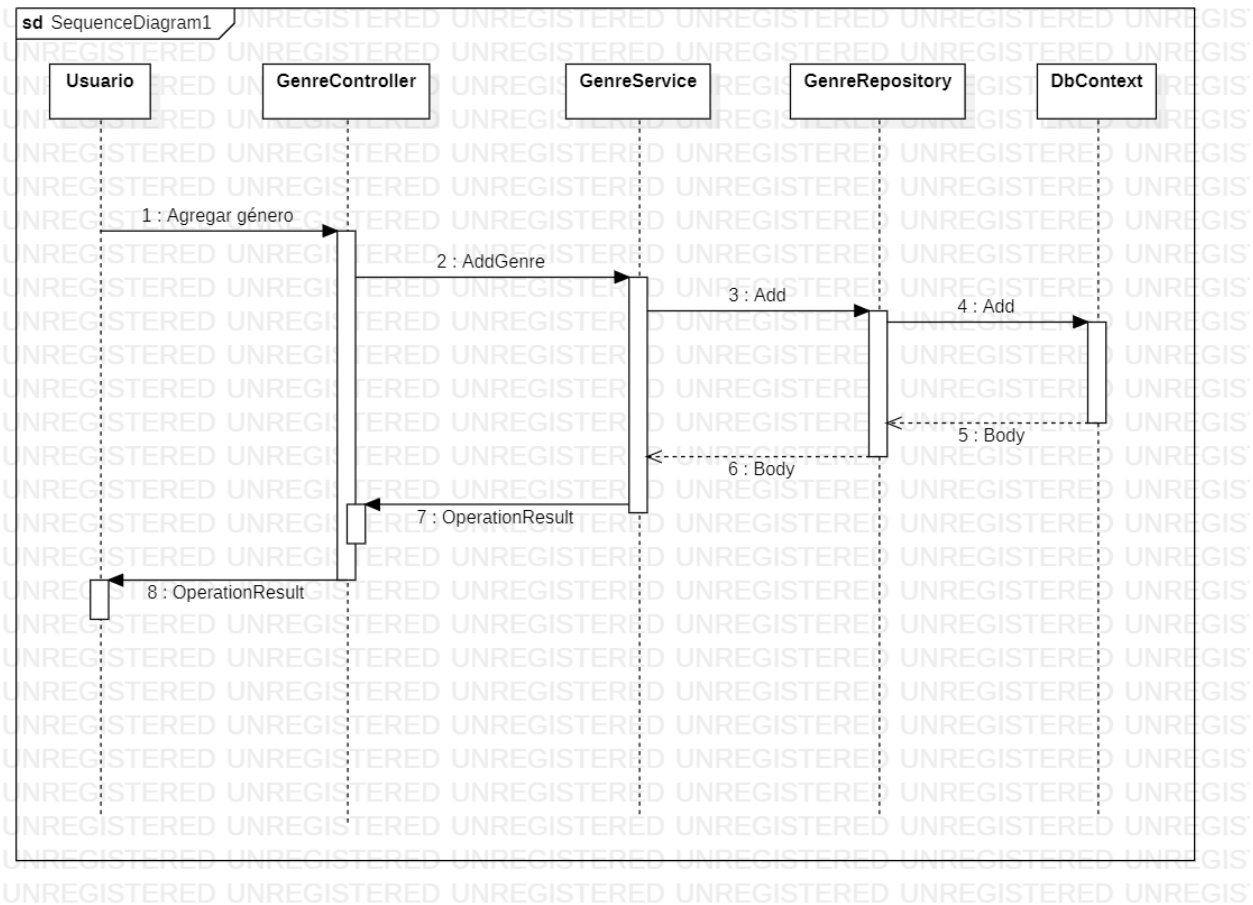 sd SequenceDiagram1
Usuario
GenreController
GenreService
GenreRepository
DbContext
1 : Agregar género
2 : AddGenre
3 : Add
4 : Add
5 : Body
6 : Body
7 : OperationResult
8 : OperationResult
UNREGISTERED